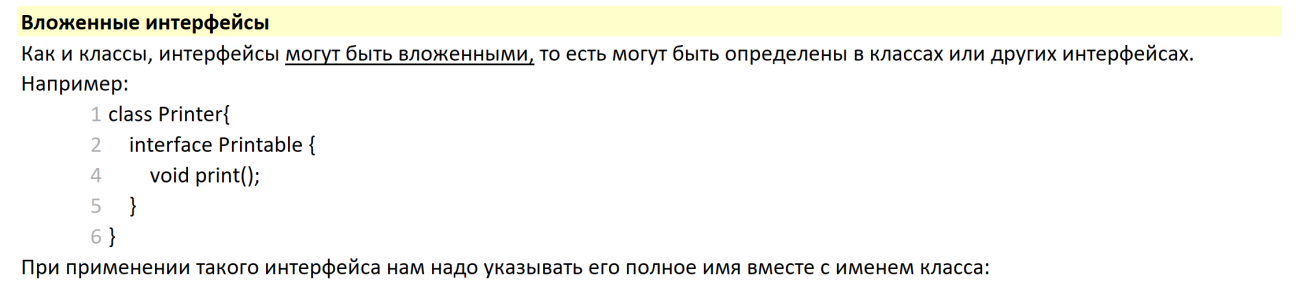 Вложенные интерфейсы
Как и классы, интерфейсы могут быть вложенными, то есть могут быть определены в классах или других интерфейсах.
Например:
1 class Printer{
2 interface Printable {
4 void print();
5 }
6 }
При применении такого интерфейса нам надо указывать его полное имя вместе с именем класса: